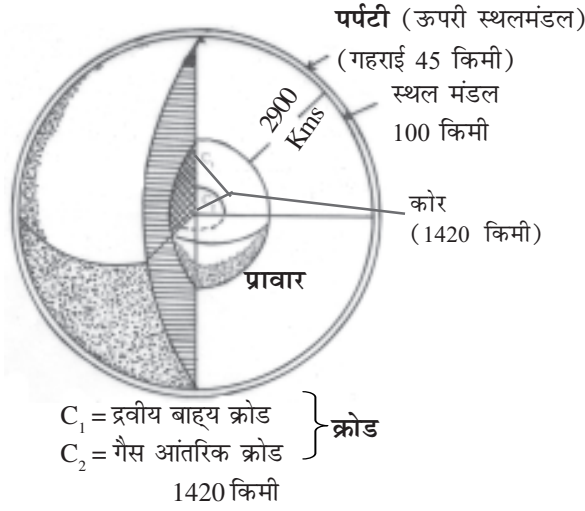 पर्पटी (ऊपरी स्थलमंडल)
(गहराई 45 किमी)
स्थल मंडल
100 किमी
2900
Kms
कोर
(1420 किमी)
प्रावार
C₁ = द्रवीय बाह्य क्रोड
C₂ = गैस आंतरिक क्रोड
क्रोड
1420 किमी